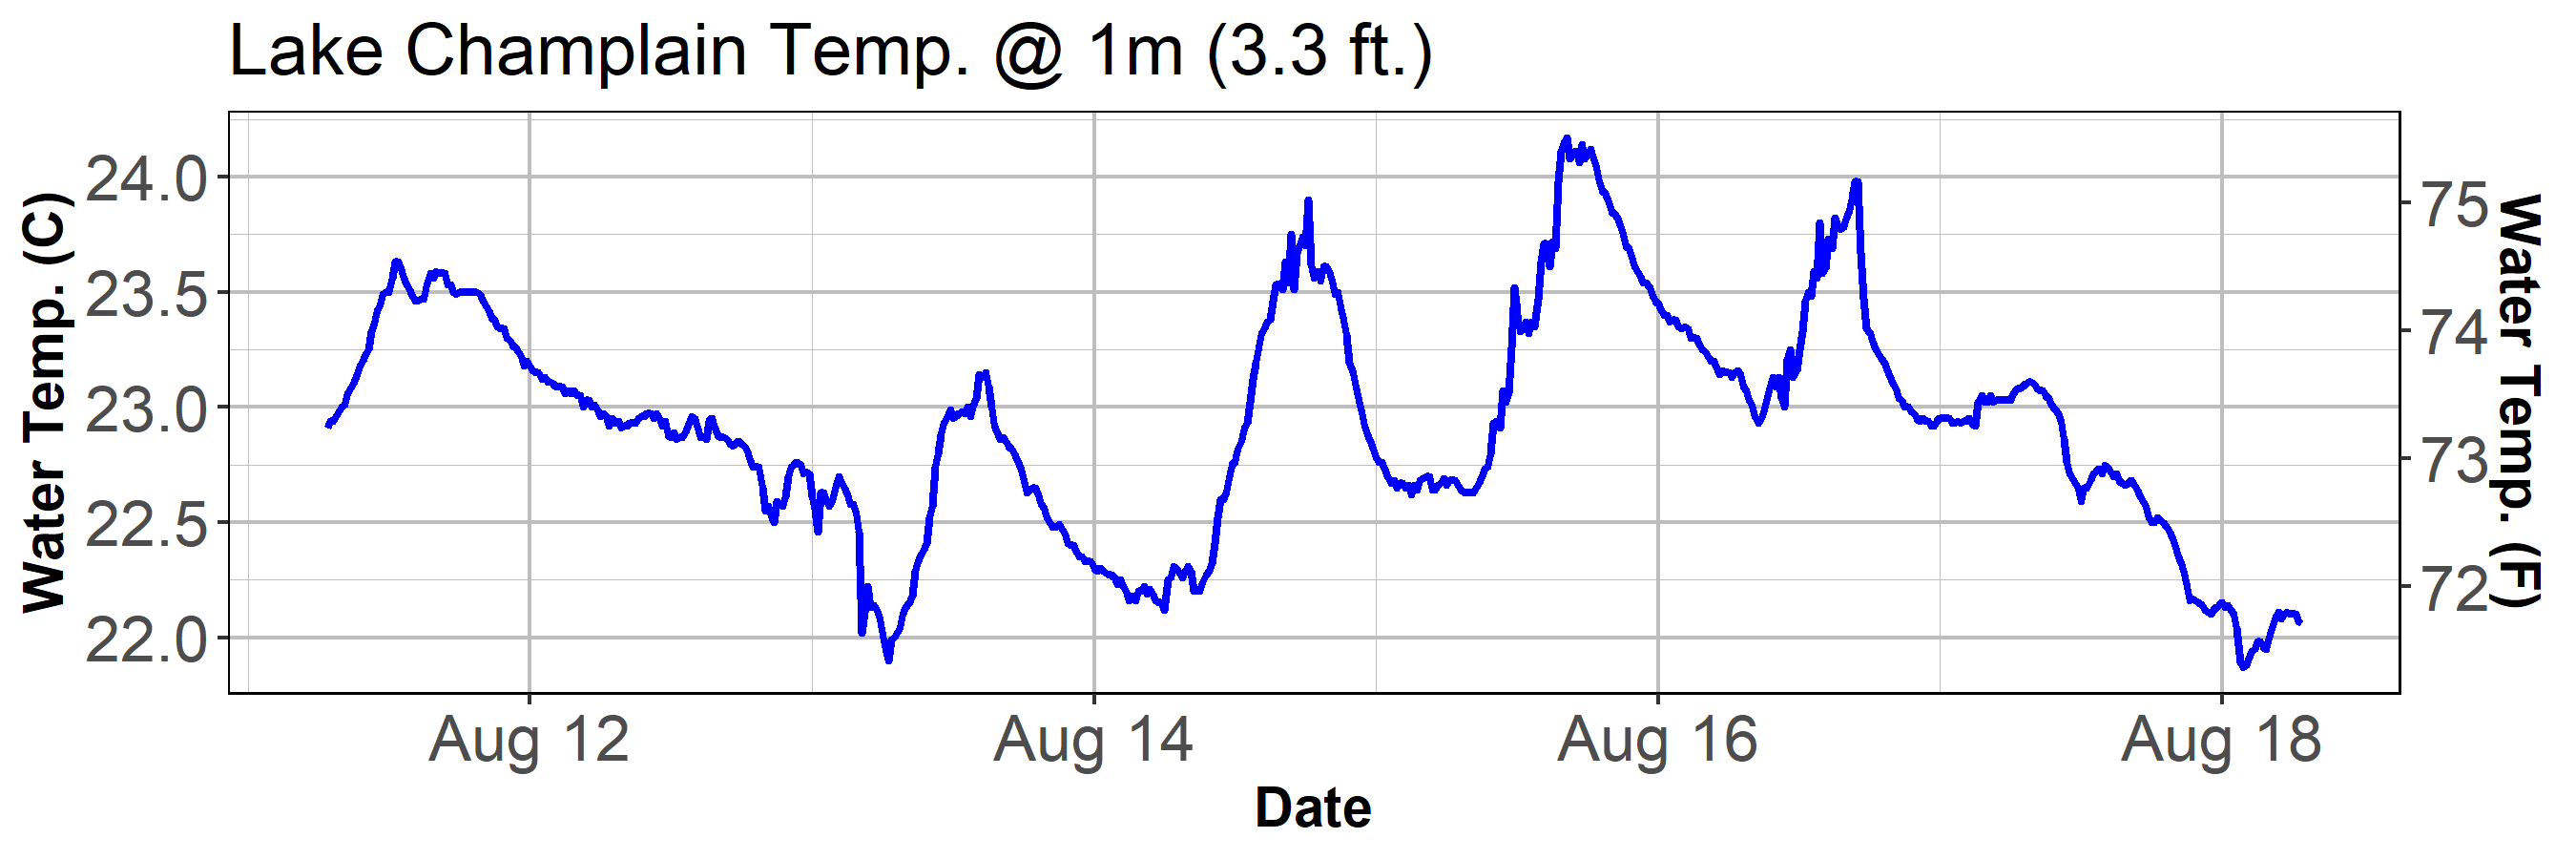 Lake Champlain Temp. @ 1m (3.3 ft.)
Water Temp. (C)
24.0
23.5
23.0
22.5
22.0
75
74
73
72
Water Temp. (F)
Aug 12 Aug 14 Aug 16 Aug 18
Date